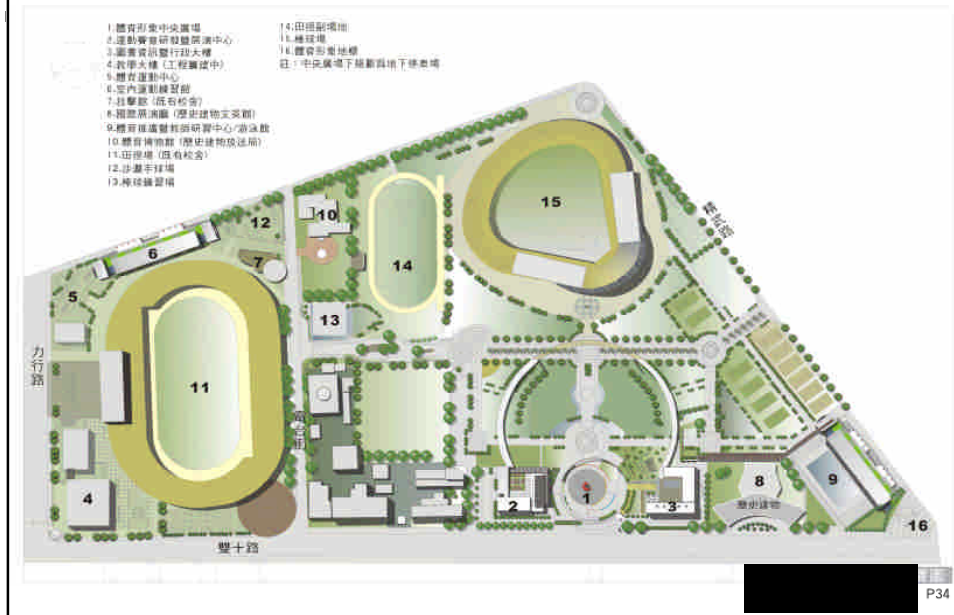 1.體育形象中央廣場
2.運動醫學研發暨展演中心
3.圖書資訊暨行政大樓
4.教學大樓 (工程興建中)
5.體育運動中心
6.室內運動練習館
7.技擊館 (既有校舍)
8.國際展演廳 (歷史建物文英館)
9.體育推廣暨教師研習中心/游泳館
10.體育博物館 (歷史建物放送局)
11.田徑場 (既有校舍)
12.沙灘手球場
13.棒球練習場
14.田徑副場地
15.棒球場
16.體育形象地標
註：中央廣場下規劃為地下停車場
12
10
15
精武路
6
7
14
5
13
力行路
11
4
2
1
3
8
歷史建物
9
16
雙十路
P34